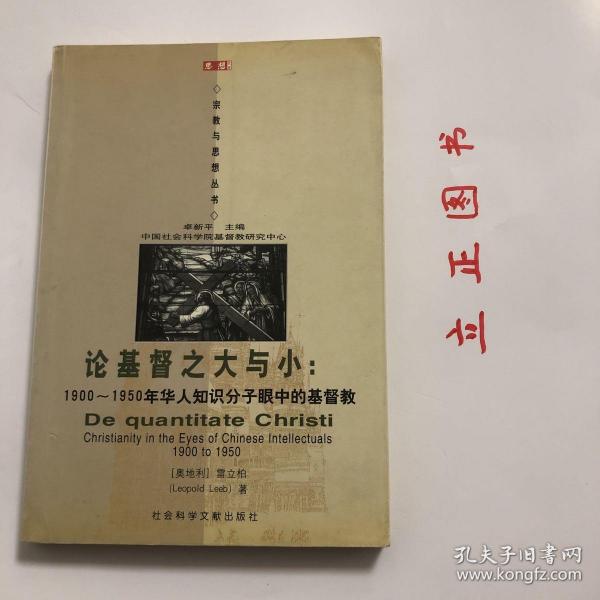 思想
◇宗教与思想丛书◇
卓新平 主编
中国社会科学院基督教研究中心
论基督之大与小：
1900～1950年华人知识分子眼中的基督教
De quantitate Christi
Christianity in the Eyes of Chinese Intellectuals
1900 to 1950
［奥地利］雷立柏
(Leopold Leeb) 著
社会科学文献出版社
立正图书
孔夫子旧书网
www.kongfz.com